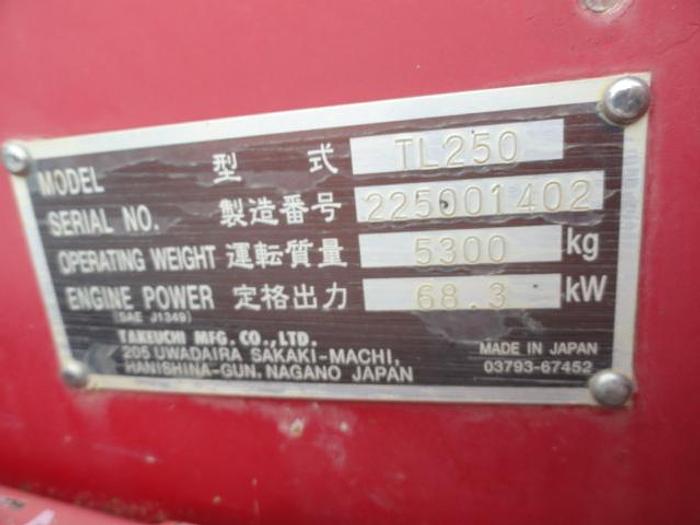 MODEL 型式 TL250
SERIAL NO. 製造番号 225001402
OPERATING WEIGHT 運転質量 5300 kg
ENGINE POWER 定格出力 68.3 kW
(SAE J1349)
TAKEUCHI MFG. CO., LTD.
205 UWADAIRA SAKAKI-MACHI,
HANISHINA-GUN, NAGANO JAPAN
MADE IN JAPAN
03793-67452